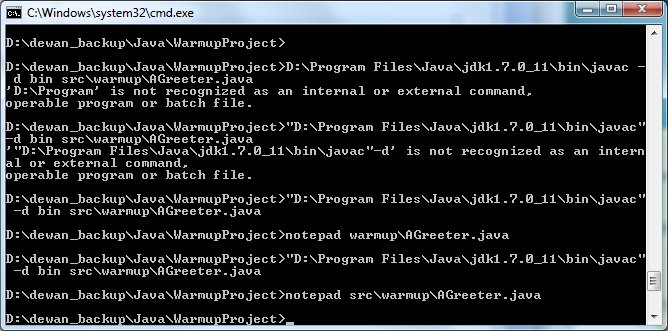 C:\Windows\system32\cmd.exe
D:\dewan_backup\Java\WarmupProject>
D:\dewan_backup\Java\WarmupProject>D:\Program Files\Java\jdk1.7.0_11\bin\javac -
d bin src\warmup\AGreeter.java
'D:\Program' is not recognized as an internal or external command,
operable program or batch file.
D:\dewan_backup\Java\WarmupProject>"D:\Program Files\Java\jdk1.7.0_11\bin\javac"
-d bin src\warmup\AGreeter.java
'"D:\Program Files\Java\jdk1.7.0_11\bin\javac"-d' is not recognized as an intern
al or external command,
operable program or batch file.
D:\dewan_backup\Java\WarmupProject>"D:\Program Files\Java\jdk1.7.0_11\bin\javac"
 -d bin src\warmup\AGreeter.java
D:\dewan_backup\Java\WarmupProject>notepad warmup\AGreeter.java
D:\dewan_backup\Java\WarmupProject>"D:\Program Files\Java\jdk1.7.0_11\bin\javac"
 -d bin src\warmup\AGreeter.java
D:\dewan_backup\Java\WarmupProject>notepad src\warmup\AGreeter.java
D:\dewan_backup\Java\WarmupProject>_